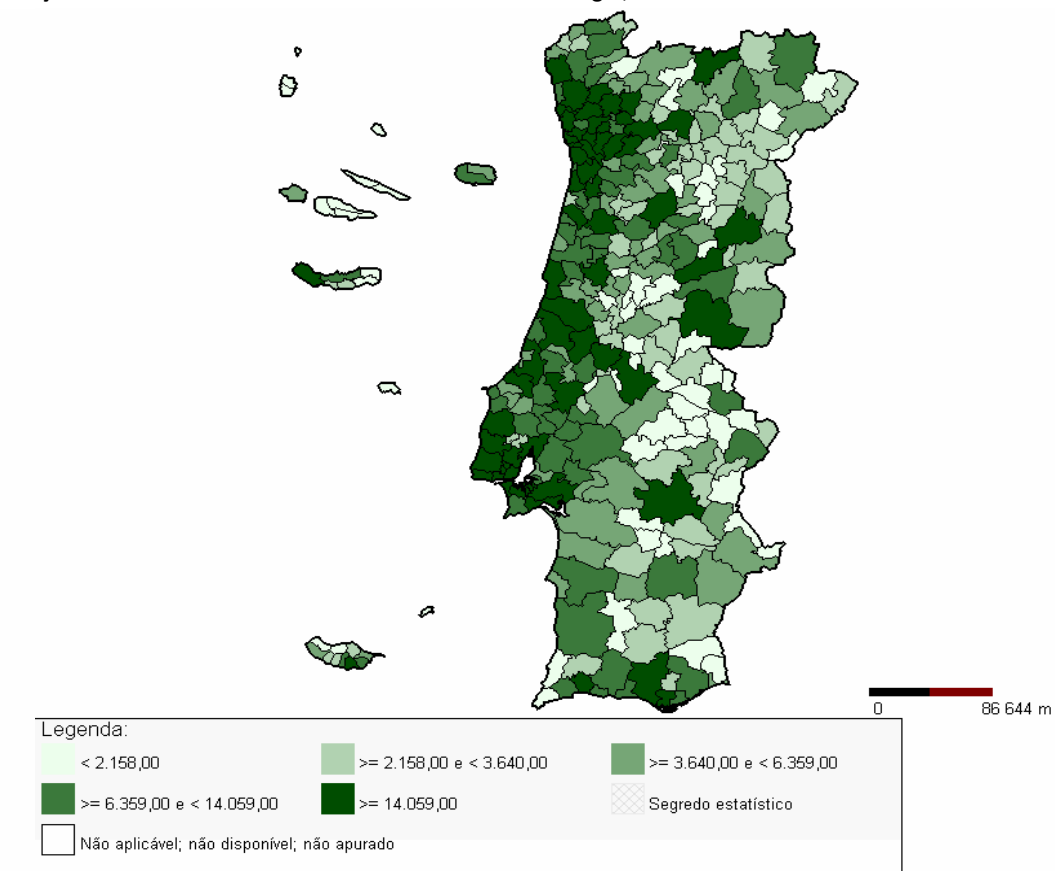 0 86 644 m
Legenda:
< 2.158,00 >= 2.158,00 e < 3.640,00 >= 3.640,00 e < 6.359,00
>= 6.359,00 e < 14.059,00 >= 14.059,00 Segredo estatístico
Não aplicável; não disponível; não apurado